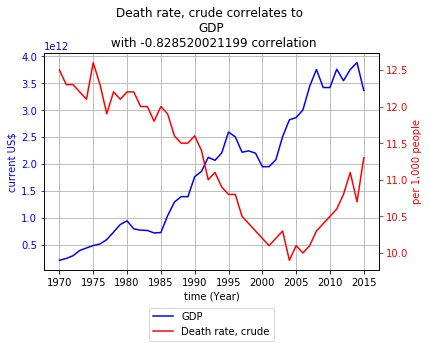 Death rate, crude correlates to
GDP
with -0.828520021199 correlation
4.0 1e12
3.5
3.0
2.5
2.0
1.5
1.0
0.5
current US$
12.5
12.0
11.5
11.0
10.5
10.0
per 1,000 people
1970 1975 1980 1985 1990 1995 2000 2005 2010 2015
time (Year)
GDP
Death rate, crude